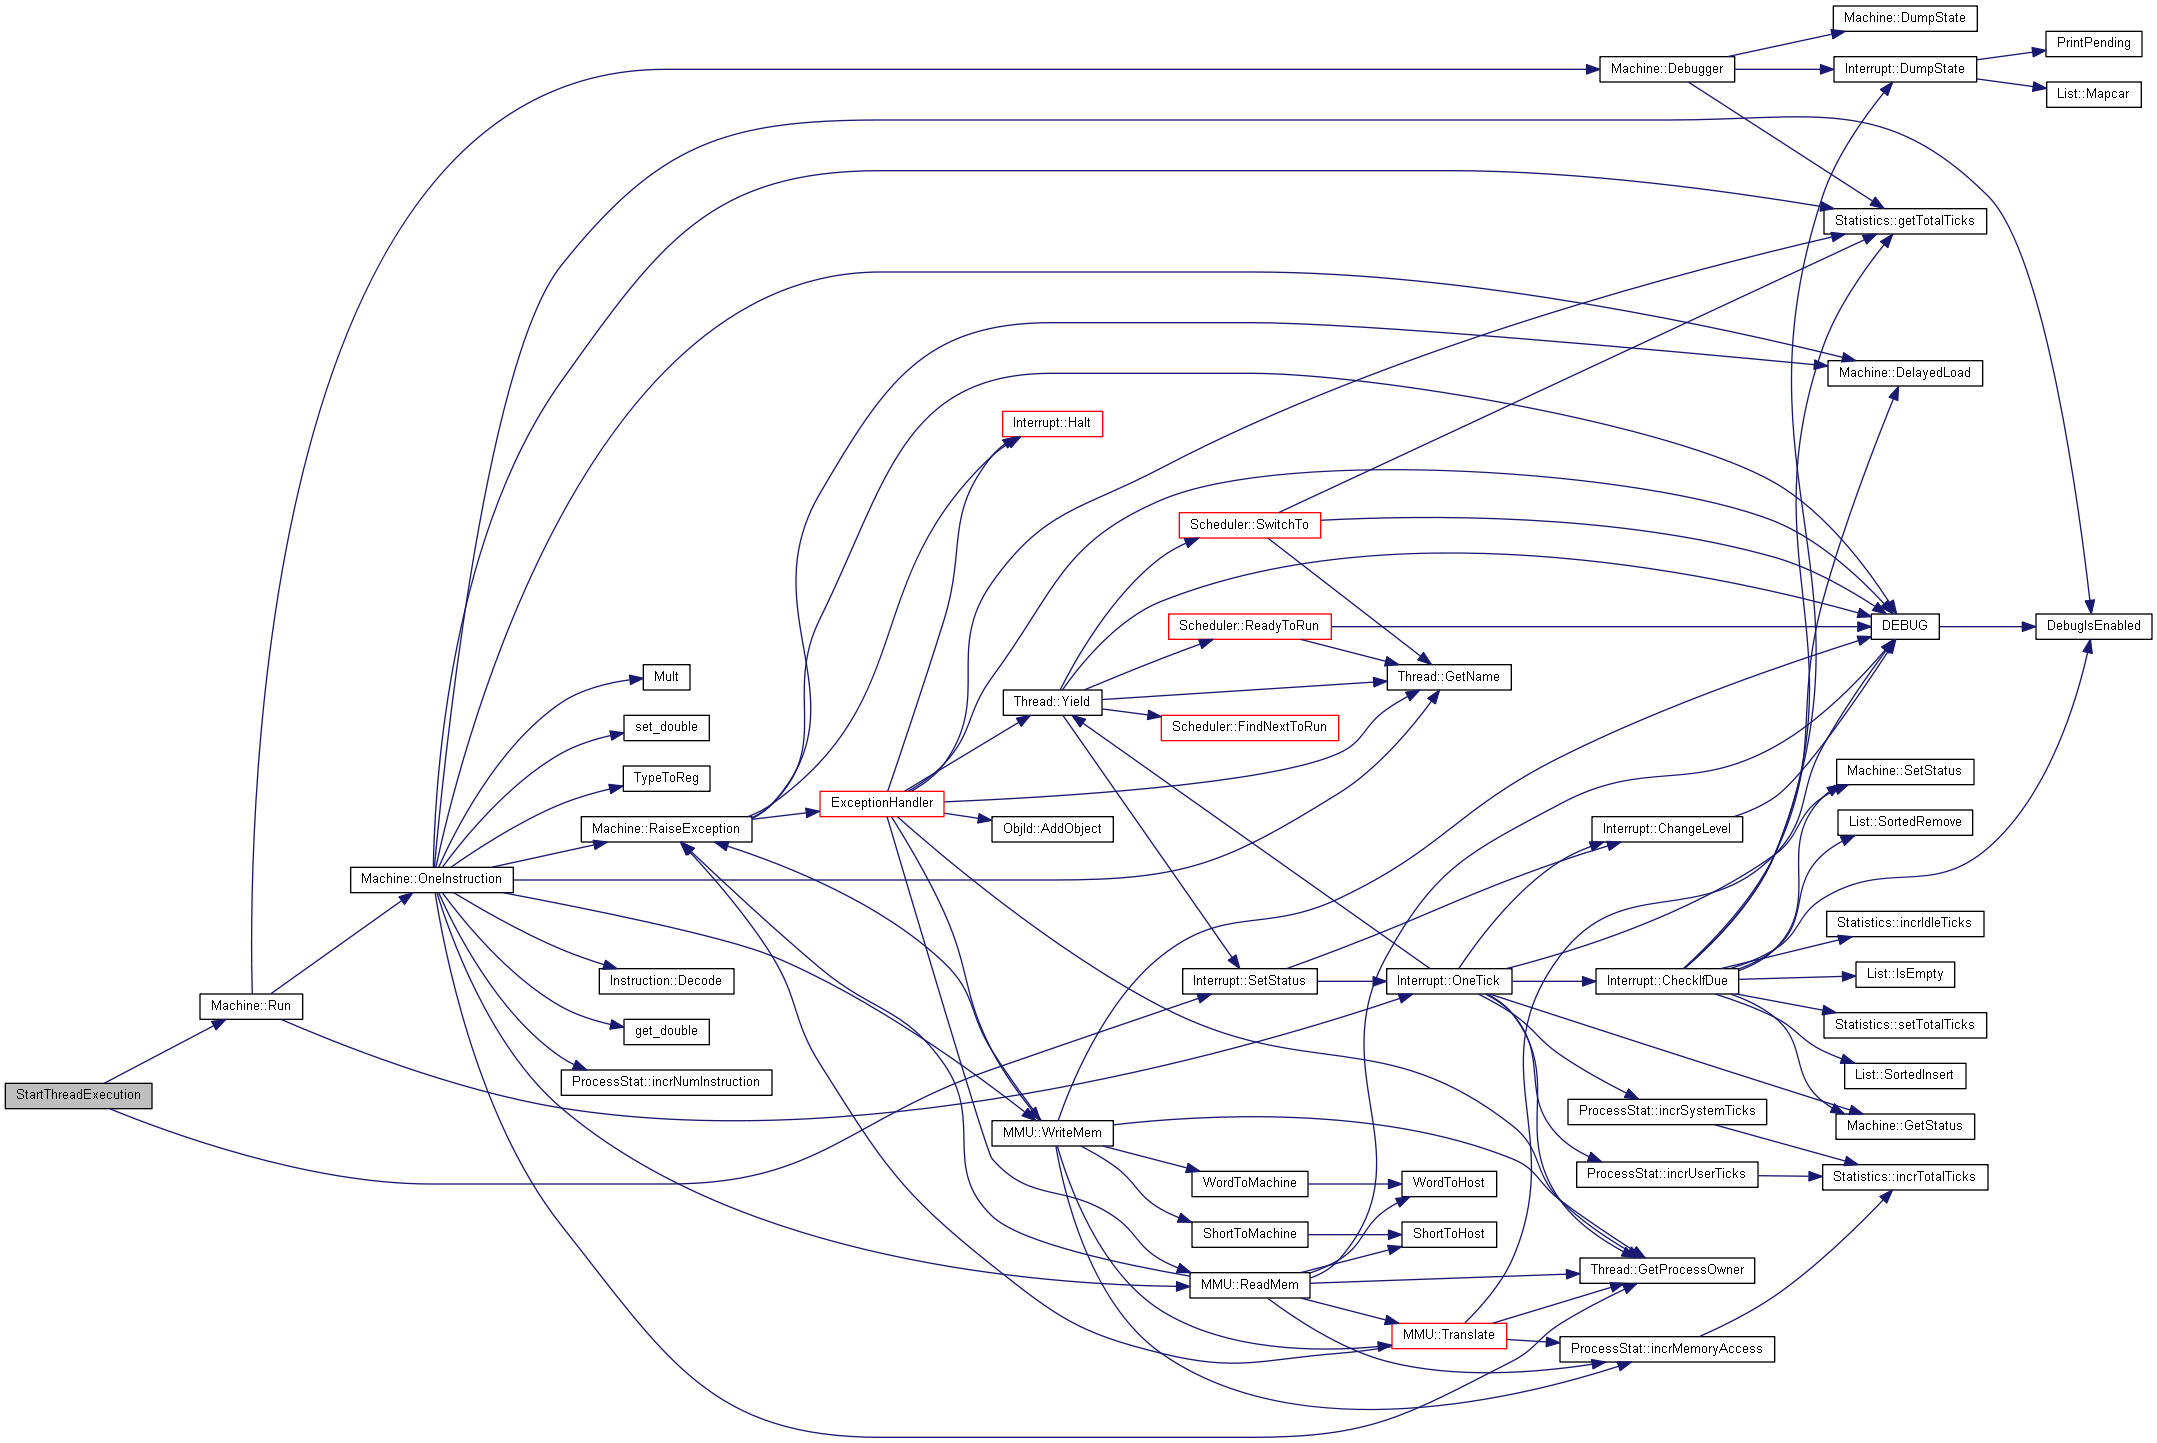 Machine::DumpState
PrintPending
Machine::Debugger
Interrupt::DumpState
List::Mapcar
Statistics::getTotalTicks
Machine::DelayedLoad
Interrupt::Halt
Scheduler::SwitchTo
Scheduler::ReadyToRun
DEBUG
DebugIsEnabled
Mult
Thread::GetName
Thread::Yield
set_double
Scheduler::FindNextToRun
TypeToReg
Machine::SetStatus
ExceptionHandler
List::SortedRemove
Machine::RaiseException
ObjId::AddObject
Interrupt::ChangeLevel
Machine::OneInstruction
Statistics::incrIdleTicks
Instruction::Decode
Interrupt::SetStatus
Interrupt::OneTick
Interrupt::CheckIfDue
List::IsEmpty
Machine::Run
get_double
Statistics::setTotalTicks
ProcessStat::incrNumInstruction
List::SortedInsert
StartThreadExecution
ProcessStat::incrSystemTicks
Machine::GetStatus
MMU::WriteMem
ProcessStat::incrUserTicks
Statistics::incrTotalTicks
WordToMachine
WordToHost
ShortToMachine
ShortToHost
Thread::GetProcessOwner
MMU::ReadMem
MMU::Translate
ProcessStat::incrMemoryAccess